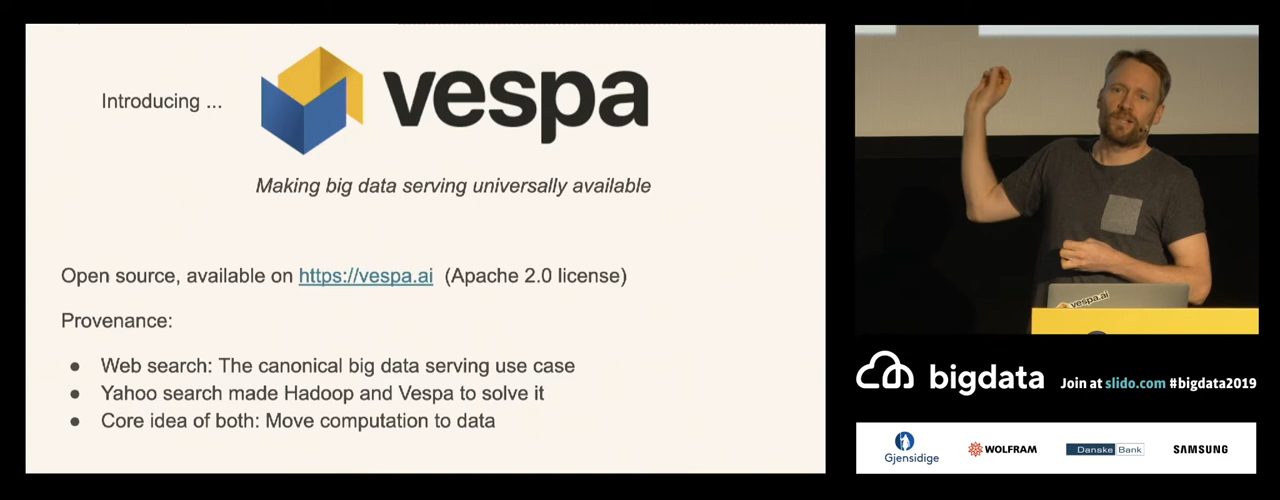 Introducing ...
vespa
Making big data serving universally available
Open source, available on https://vespa.ai (Apache 2.0 license)
Provenance:
● Web search: The canonical big data serving use case
● Yahoo search made Hadoop and Vespa to solve it
● Core idea of both: Move computation to data
vespa.ai
bigdata
Join at slido.com #bigdata2019
Gjensidige
WOLFRAM
Danske Bank
SAMSUNG